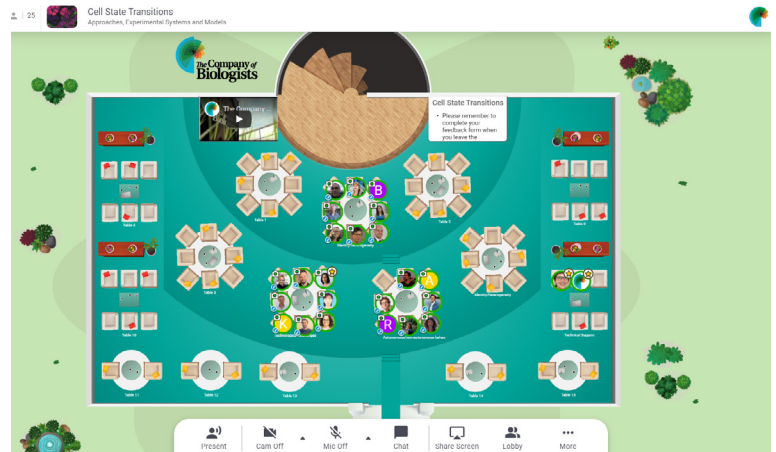 25
Cell State Transitions
Approaches, Experimental Systems and Models
The Company of
Biologists
The Company
Cell State Transitions
• Please remember to
complete your
feedback form when
you leave the
B
Table 1
Table 4
Table 8
A
K
R
Table 10
Technical Support
Table 11
Table 12
Table 13
Table 14
Table 15
Present
Cam Off
Mic Off
Chat
Share Screen
Lobby
More